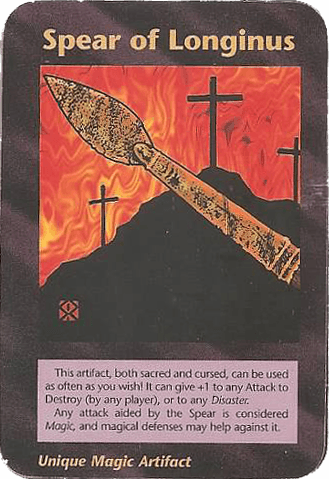 Spear of Longinus
This artifact, both sacred and cursed, can be used
as often as you wish! It can give +1 to any Attack to
Destroy (by any player), or to any Disaster.
Any attack aided by the Spear is considered
Magic, and magical defenses may help against it.
Unique Magic Artifact